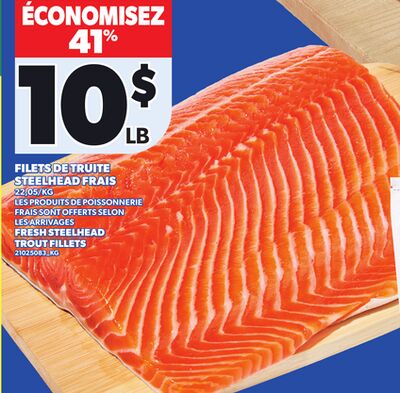 ÉCONOMISEZ
41%
10$
LB
FILETS DE TRUITE
STEELHEAD FRAIS
22,05/KG
LES PRODUITS DE POISSONNERIE
FRAIS SONT OFFERTS SELON
LES ARRIVAGES
FRESH STEELHEAD
TROUT FILLETS
21025083_KG